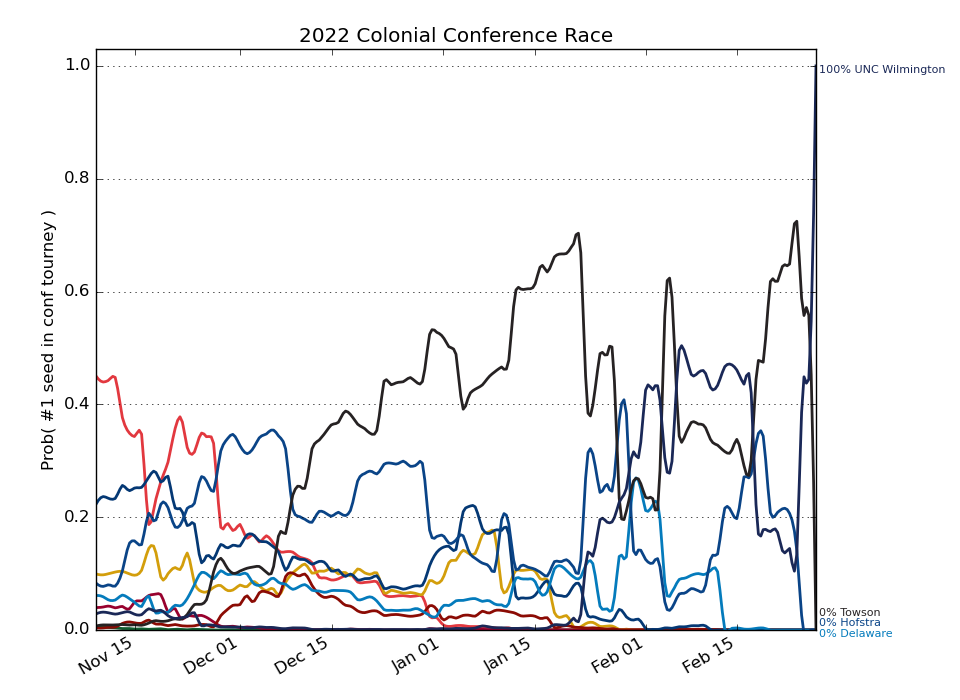 2022 Colonial Conference Race
Prob( #1 seed in conf tourney )
1.0
0.8
0.6
0.4
0.2
0.0
Nov 15
Dec 01
Dec 15
Jan 01
Jan 15
Feb 01
Feb 15
100% UNC Wilmington
0% Towson
0% Hofstra
0% Delaware